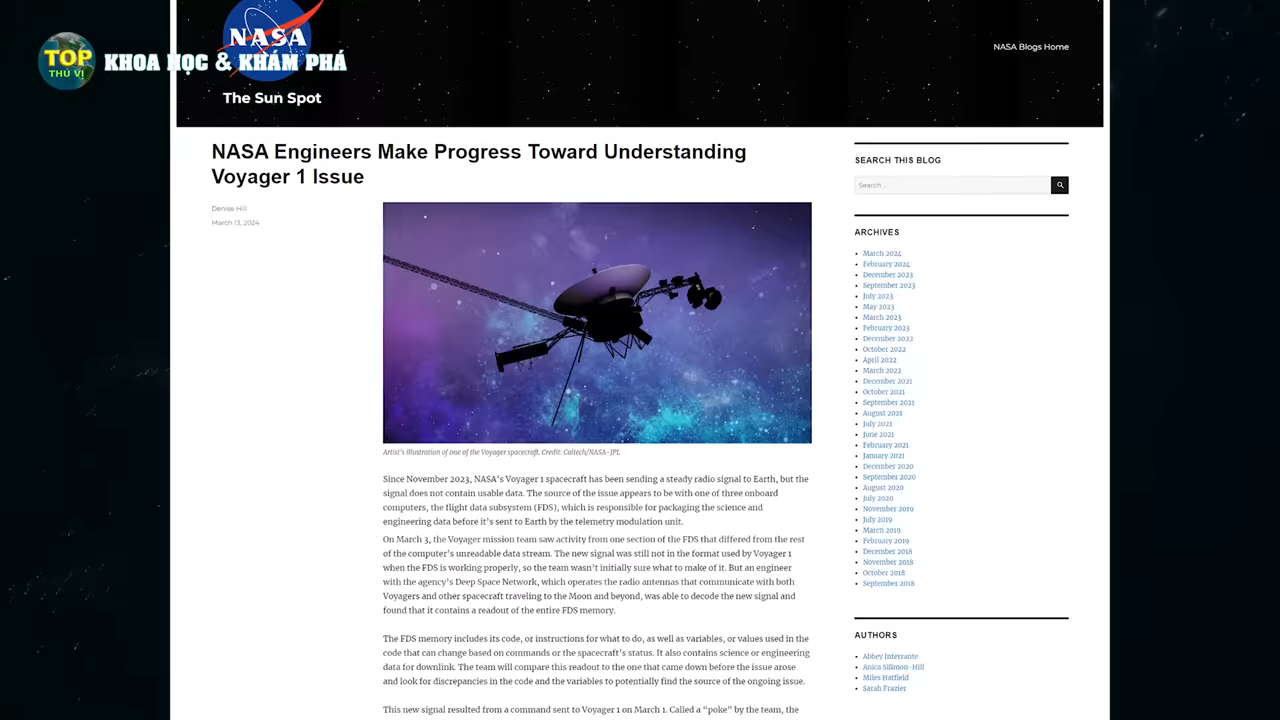 TOP
THÚ VỊ
KHOA HỌC & KHÁM PHÁ
NASA
The Sun Spot
NASA Blogs Home
NASA Engineers Make Progress Toward Understanding
Voyager 1 Issue
Denise Hill
March 13, 2024
Artist's illustration of one of the Voyager spacecraft. Credit: Caltech/NASA-JPL
Since November 2023, NASA's Voyager 1 spacecraft has been sending a steady radio signal to Earth, but the
signal does not contain usable data. The source of the issue appears to be with one of three onboard
computers, the flight data subsystem (FDS), which is responsible for packaging the science and
engineering data before it's sent to Earth by the telemetry modulation unit.
On March 3, the Voyager mission team saw activity from one section of the FDS that differed from the rest
of the computer's unreadable data stream. The new signal was still not in the format used by Voyager 1
when the FDS is working properly, so the team wasn't initially sure what to make of it. But an engineer
with the agency's Deep Space Network, which operates the radio antennas that communicate with both
Voyagers and other spacecraft traveling to the Moon and beyond, was able to decode the new signal and
found that it contains a readout of the entire FDS memory.
The FDS memory includes its code, or instructions for what to do, as well as variables, or values used in the
code that can change based on commands or the spacecraft's status. It also contains science or engineering
data for downlink. The team will compare this readout to the one that came down before the issue arose
and look for discrepancies in the code and the variables to potentially find the source of the ongoing issue.
This new signal resulted from a command sent to Voyager 1 on March 1. Called a "poke" by the team, the
SEARCH THIS BLOG
Search ...
ARCHIVES
March 2024
February 2024
December 2023
September 2023
July 2023
May 2023
March 2023
February 2023
December 2022
October 2022
April 2022
March 2022
December 2021
October 2021
September 2021
August 2021
July 2021
June 2021
February 2021
January 2021
December 2020
September 2020
August 2020
July 2020
November 2019
July 2019
March 2019
February 2019
December 2018
November 2018
October 2018
September 2018
AUTHORS
Abbey Interrante
Anica Silimon-Hill
Miles Hatfield
Sarah Frazier